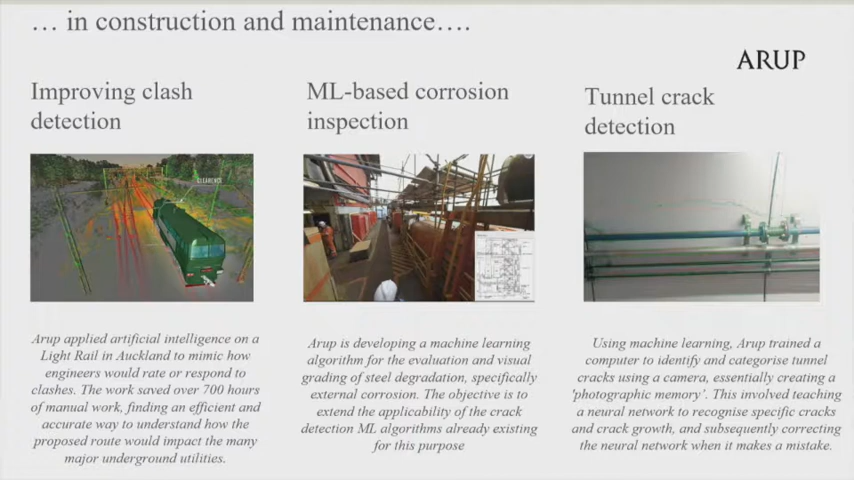 … in construction and maintenance….
ARUP
Improving clash
detection
CLEARANCE
Arup applied artificial intelligence on a
Light Rail in Auckland to mimic how
engineers would rate or respond to
clashes. The work saved over 700 hours
of manual work, finding an efficient and
accurate way to understand how the
proposed route would impact the many
major underground utilities.
ML-based corrosion
inspection
Arup is developing a machine learning
algorithm for the evaluation and visual
grading of steel degradation, specifically
external corrosion. The objective is to
extend the applicability of the crack
detection ML algorithms already existing
for this purpose
Tunnel crack
detection
Using machine learning, Arup trained a
computer to identify and categorise tunnel
cracks using a camera, essentially creating a
'photographic memory'. This involved teaching
a neural network to recognise specific cracks
and crack growth, and subsequently correcting
the neural network when it makes a mistake.